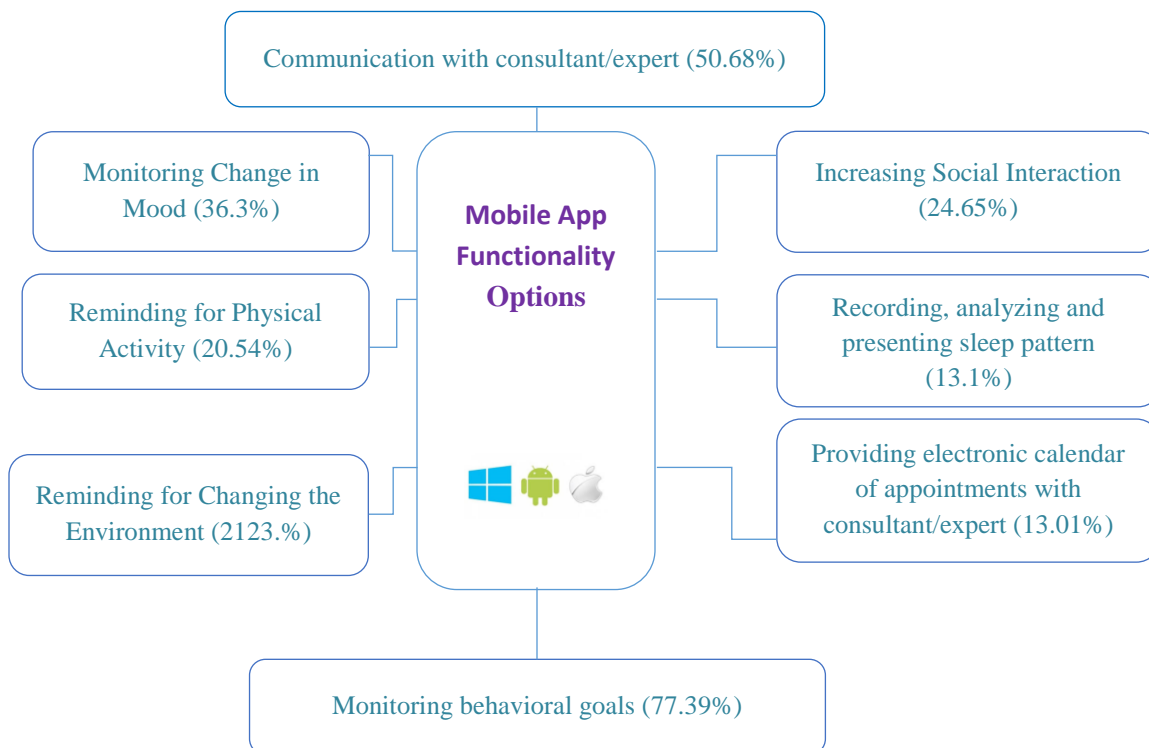 Communication with consultant/expert (50.68%)
Monitoring Change in
Mood (36.3%)
Reminding for Physical
Activity (20.54%)
Reminding for Changing the
Environment (2123.%)
Mobile App
Functionality
Options
Increasing Social Interaction
(24.65%)
Recording, analyzing and
presenting sleep pattern
(13.1%)
Providing electronic calendar
of appointments with
consultant/expert (13.01%)
Monitoring behavioral goals (77.39%)